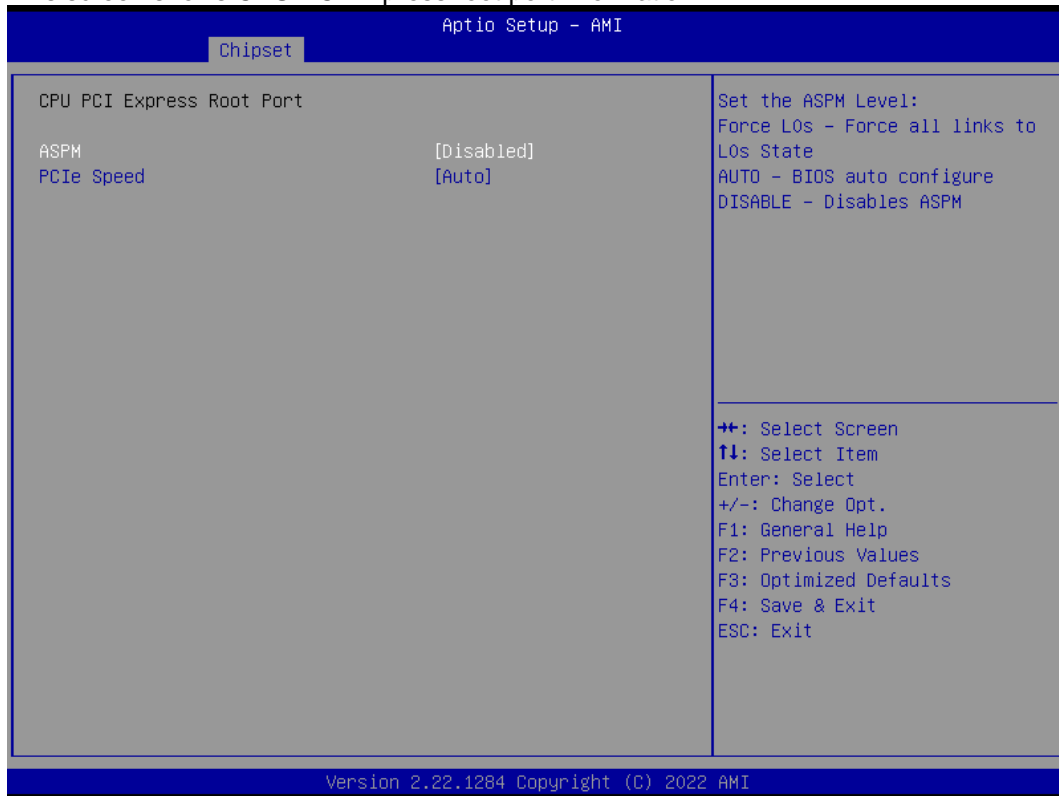 Aptio Setup – AMI
Chipset
CPU PCI Express Root Port
ASPM [Disabled]
PCIe Speed [Auto]
Set the ASPM Level:
Force L0s – Force all links to
L0s State
AUTO – BIOS auto configure
DISABLE – Disables ASPM
→←: Select Screen
↑↓: Select Item
Enter: Select
+/-: Change Opt.
F1: General Help
F2: Previous Values
F3: Optimized Defaults
F4: Save & Exit
ESC: Exit
Version 2.22.1284 Copyright (C) 2022 AMI